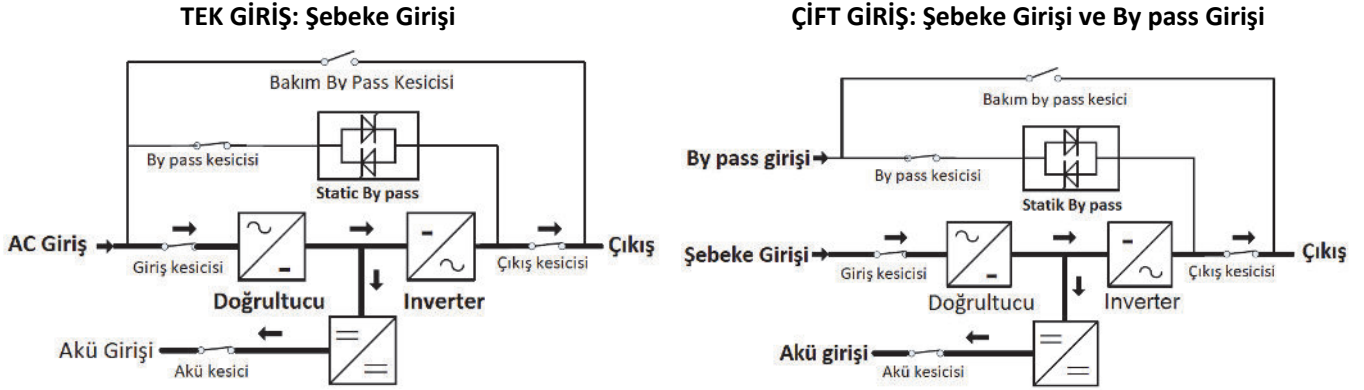 TEK GİRİŞ: Şebeke Girişi
Bakım By Pass Kesicisi
By pass kesicisi
Static By pass
AC Giriş
Giriş kesicisi
Çıkış kesicisi
Çıkış
Doğrultucu
Inverter
Akü Girişi
Akü kesici
ÇİFT GİRİŞ: Şebeke Girişi ve By pass Girişi
Bakım by pass kesici
By pass girişi
By pass kesicisi
Statik By pass
Şebeke Girişi
Giriş kesicisi
Çıkış kesicisi
Çıkış
Doğrultucu
Inverter
Akü girişi
Akü kesicisi